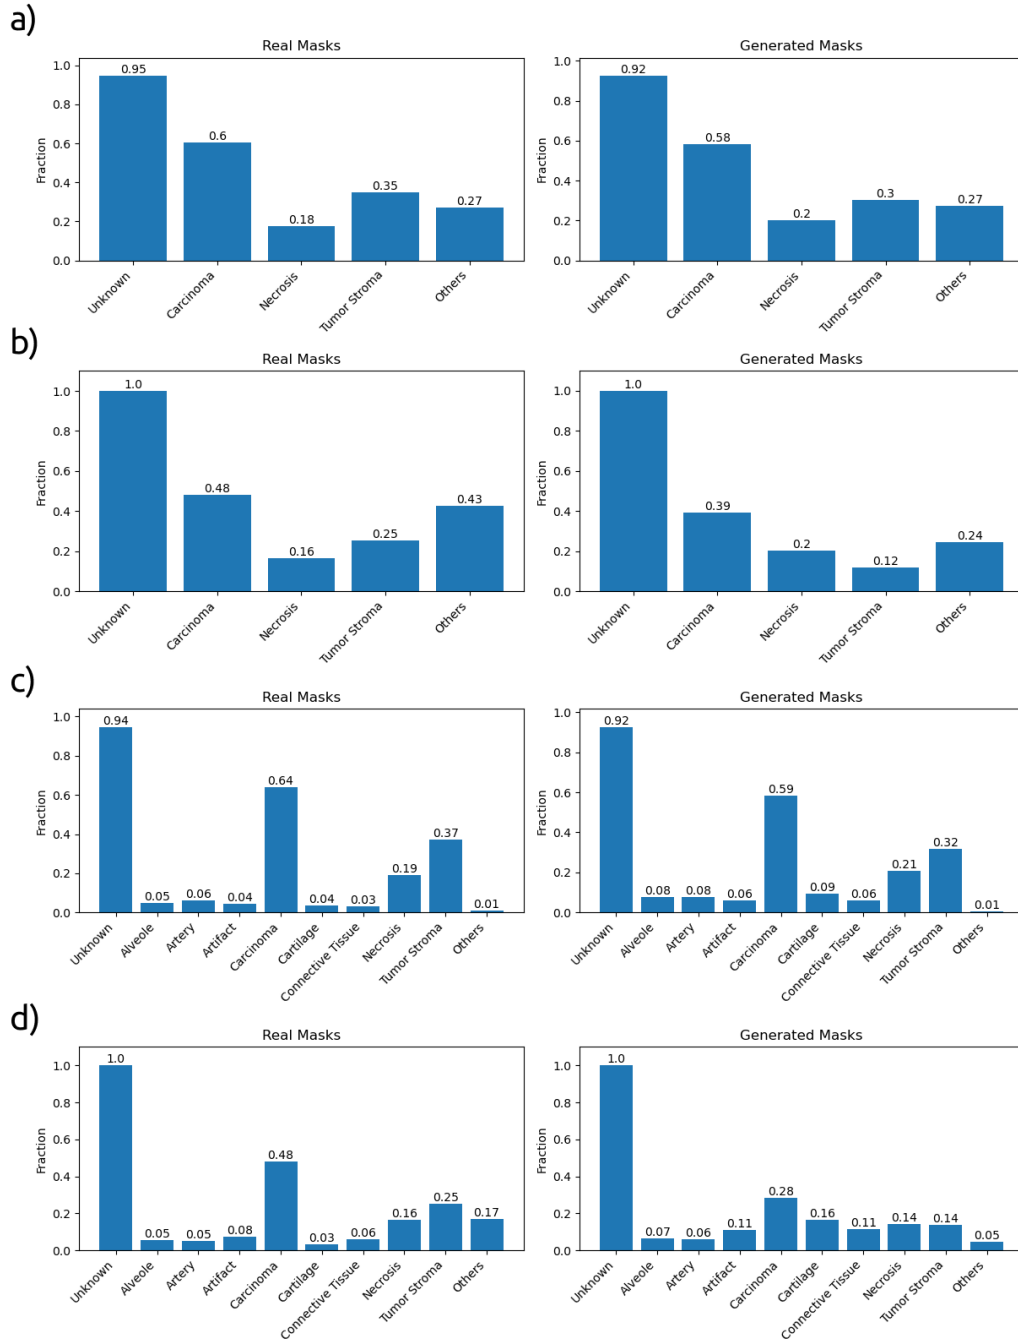 a)
Real Masks
Fraction
1.0
0.8
0.6
0.4
0.2
0.0
0.95
0.6
0.18
0.35
0.27
Unknown
Carcinoma
Necrosis
Tumor Stroma
Others
Generated Masks
Fraction
1.0
0.8
0.6
0.4
0.2
0.0
0.92
0.58
0.2
0.3
0.27
Unknown
Carcinoma
Necrosis
Tumor Stroma
Others
b)
Real Masks
Fraction
1.0
0.8
0.6
0.4
0.2
0.0
1.0
0.48
0.16
0.25
0.43
Unknown
Carcinoma
Necrosis
Tumor Stroma
Others
Generated Masks
Fraction
1.0
0.8
0.6
0.4
0.2
0.0
1.0
0.39
0.2
0.12
0.24
Unknown
Carcinoma
Necrosis
Tumor Stroma
Others
c)
Real Masks
Fraction
1.0
0.8
0.6
0.4
0.2
0.0
0.94
0.05
0.06
0.04
0.64
0.04
0.03
0.19
0.37
0.01
Unknown
Alveole
Artery
Artifact
Carcinoma
Cartilage
Connective Tissue
Necrosis
Tumor Stroma
Others
Generated Masks
Fraction
1.0
0.8
0.6
0.4
0.2
0.0
0.92
0.08
0.08
0.06
0.59
0.09
0.06
0.21
0.32
0.01
Unknown
Alveole
Artery
Artifact
Carcinoma
Cartilage
Connective Tissue
Necrosis
Tumor Stroma
Others
d)
Real Masks
Fraction
1.0
0.8
0.6
0.4
0.2
0.0
1.0
0.05
0.05
0.08
0.48
0.03
0.06
0.16
0.25
0.17
Unknown
Alveole
Artery
Artifact
Carcinoma
Cartilage
Connective Tissue
Necrosis
Tumor Stroma
Others
Generated Masks
Fraction
1.0
0.8
0.6
0.4
0.2
0.0
1.0
0.07
0.06
0.11
0.28
0.16
0.11
0.14
0.14
0.05
Unknown
Alveole
Artery
Artifact
Carcinoma
Cartilage
Connective Tissue
Necrosis
Tumor Stroma
Others